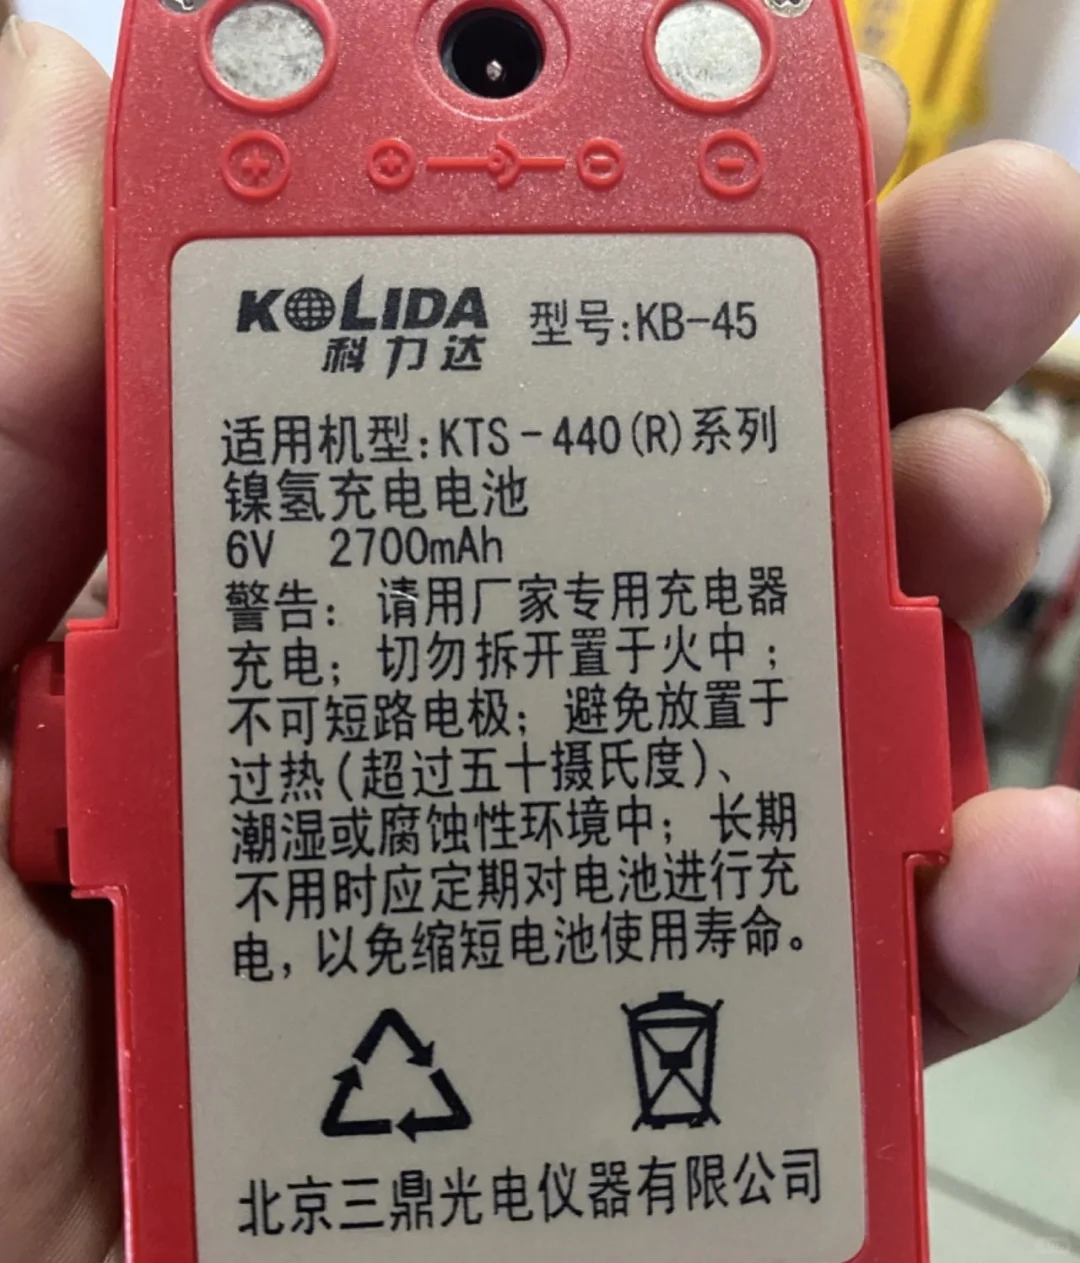 KOLIDA 型号:KB-45
科力达
适用机型:KTS-440(R)系列
镍氢充电电池
6V 2700mAh
警告: 请用厂家专用充电器
充电; 切勿拆开置于火中;
不可短路电极; 避免放置于
过热(超过五十摄氏度)、
潮湿或腐蚀性环境中; 长期
不用时应定期对电池进行充
电, 以免缩短电池使用寿命。
北京三鼎光电仪器有限公司